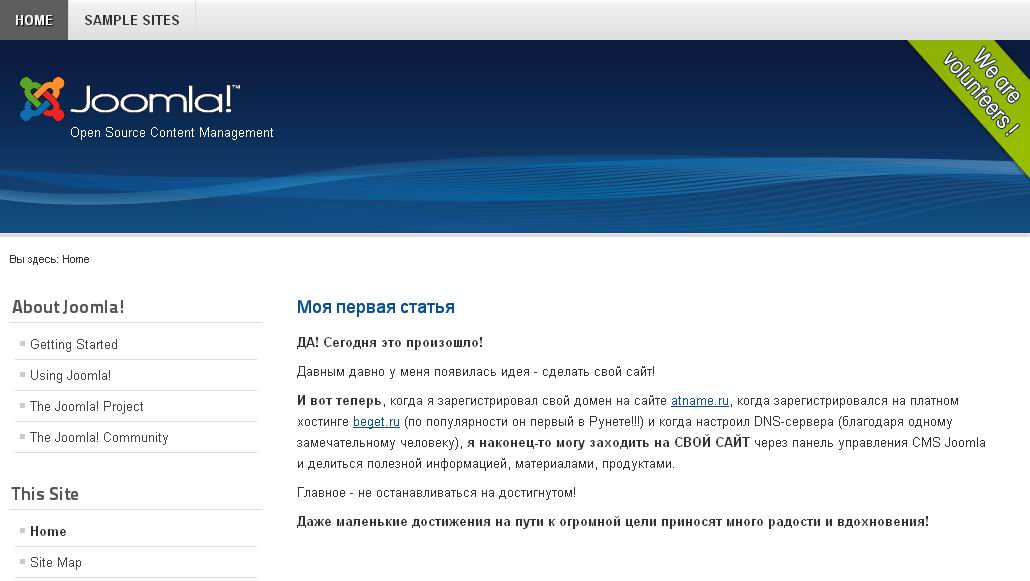 HOME
SAMPLE SITES
Joomla!™
Open Source Content Management
We are
volunteers !
Вы здесь: Home
About Joomla!
Getting Started
Using Joomla!
The Joomla! Project
The Joomla! Community
This Site
Home
Site Map
Моя первая статья
ДА! Сегодня это произошло!
Давным давно у меня появилась идея - сделать свой сайт!
И вот теперь, когда я зарегистрировал свой домен на сайте atname.ru, когда зарегистрировался на платном
хостинге beget.ru (по популярности он первый в Рунете!!!) и когда настроил DNS-сервера (благодаря одному
замечательному человеку), я наконец-то могу заходить на СВОЙ САЙТ через панель управления CMS Joomla
и делиться полезной информацией, материалами, продуктами.
Главное - не останавливаться на достигнутом!
Даже маленькие достижения на пути к огромной цели приносят много радости и вдохновения!